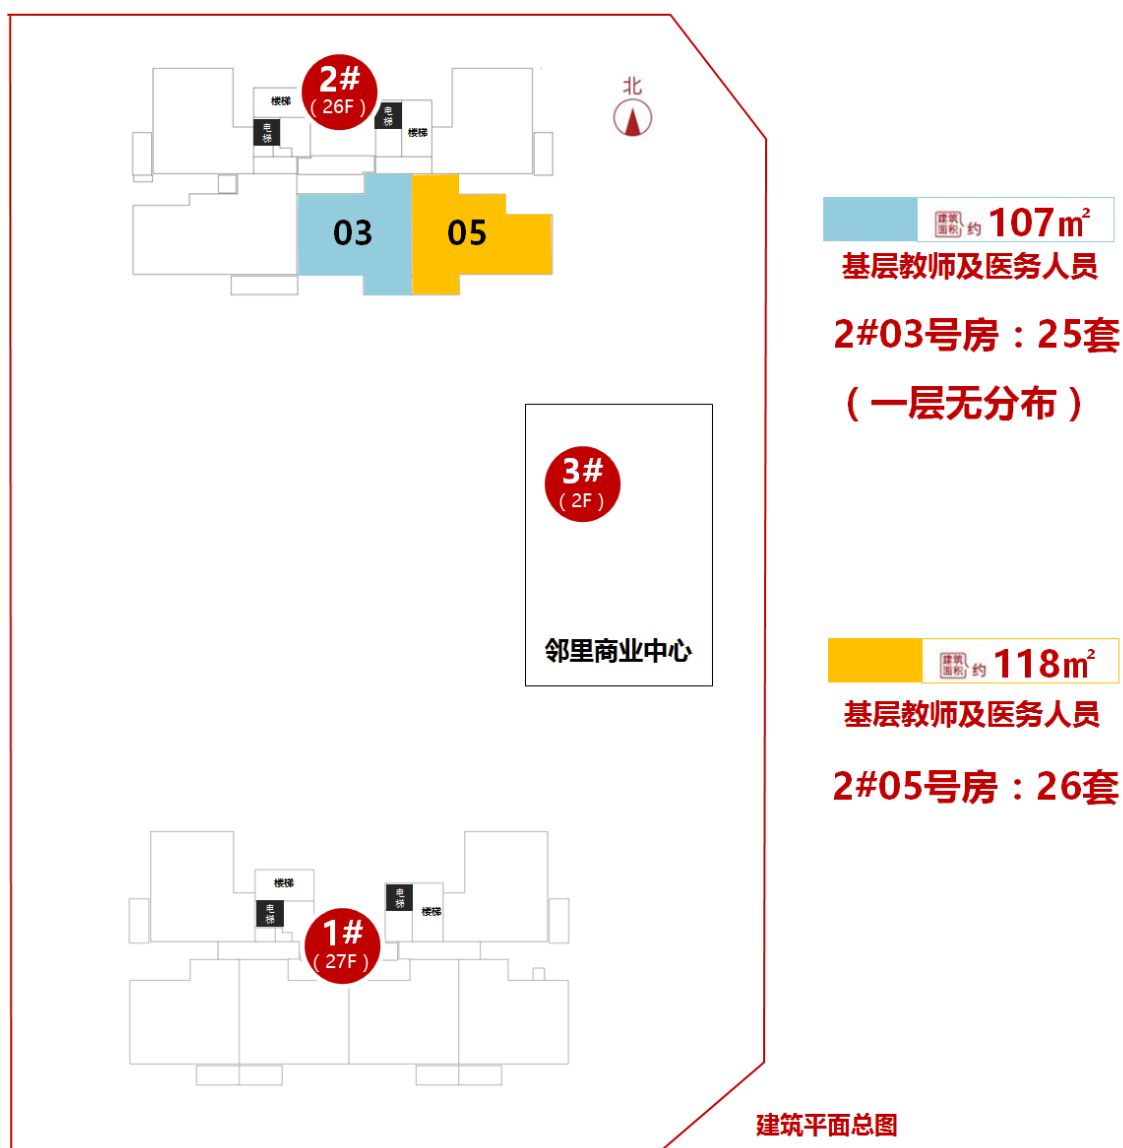 2#
(26F)
楼梯
电梯
电梯
楼梯
北
03
05
建筑面积 约 107㎡
基层教师及医务人员
2#03号房：25套
（一层无分布）
3#
(2F)
邻里商业中心
建筑面积 约 118㎡
基层教师及医务人员
2#05号房：26套
楼梯
电梯
电梯
楼梯
1#
(27F)
建筑平面总图